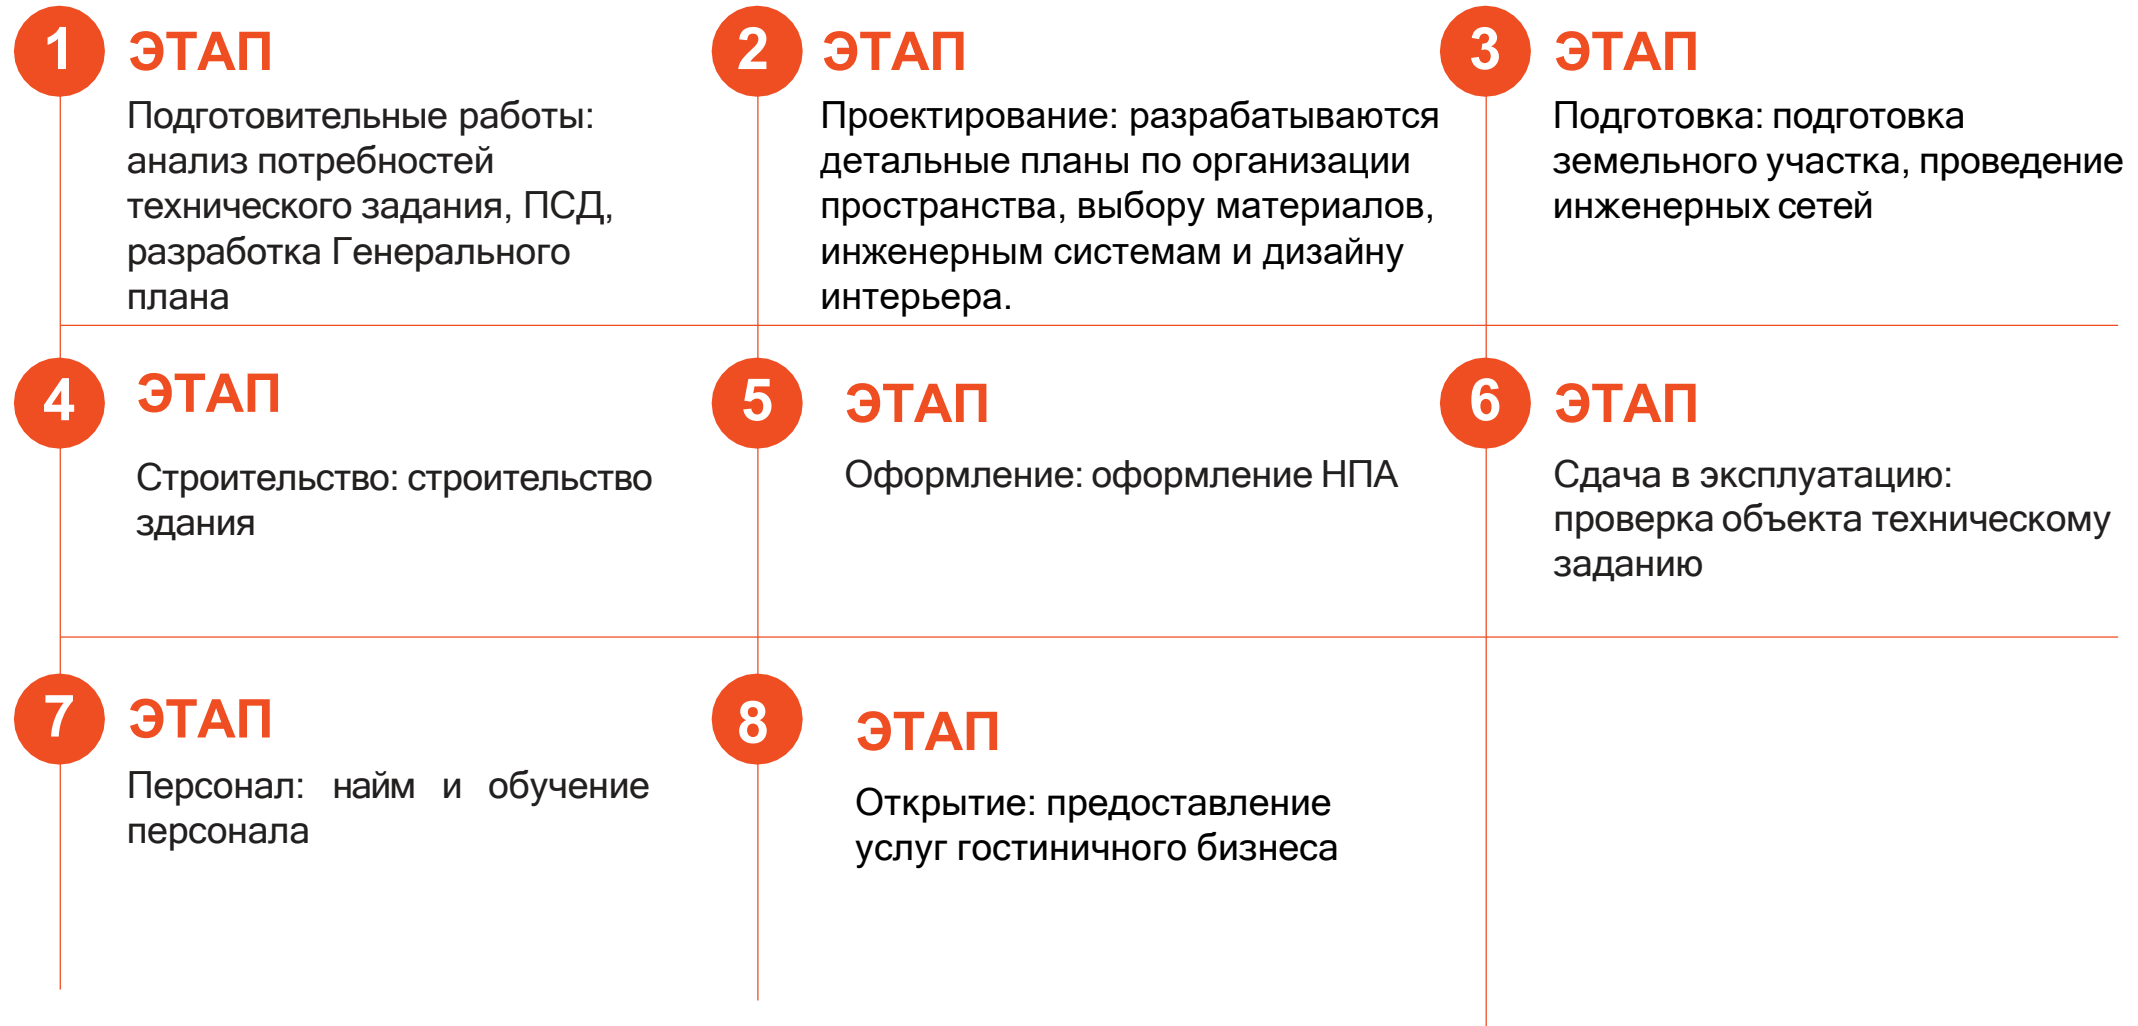 1 ЭТАП
Подготовительные работы:
анализ потребностей
технического задания, ПСД,
разработка Генерального
плана
2 ЭТАП
Проектирование: разрабатываются
детальные планы по организации
пространства, выбору материалов,
инженерным системам и дизайну
интерьера.
3 ЭТАП
Подготовка: подготовка
земельного участка, проведение
инженерных сетей
4 ЭТАП
Строительство: строительство
здания
5 ЭТАП
Оформление: оформление НПА
6 ЭТАП
Сдача в эксплуатацию:
проверка объекта техническому
заданию
7 ЭТАП
Персонал: найм и обучение
персонала
8 ЭТАП
Открытие: предоставление
услуг гостиничного бизнеса